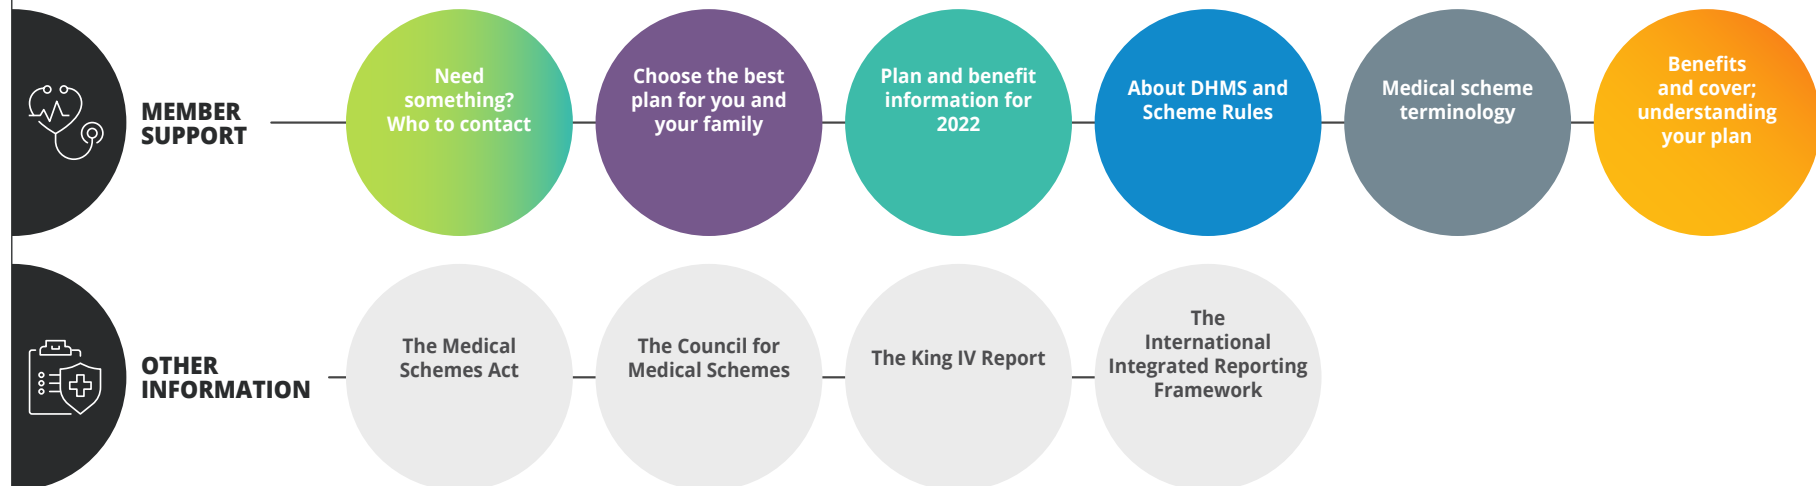 MEMBER
SUPPORT
Need
something?
Who to contact
Choose the best
plan for you and
your family
Plan and benefit
information for
2022
About DHMS and
Scheme Rules
Medical scheme
terminology
Benefits
and cover;
understanding
your plan
OTHER
INFORMATION
The Medical
Schemes Act
The Council for
Medical Schemes
The King IV Report
The
International
Integrated Reporting
Framework